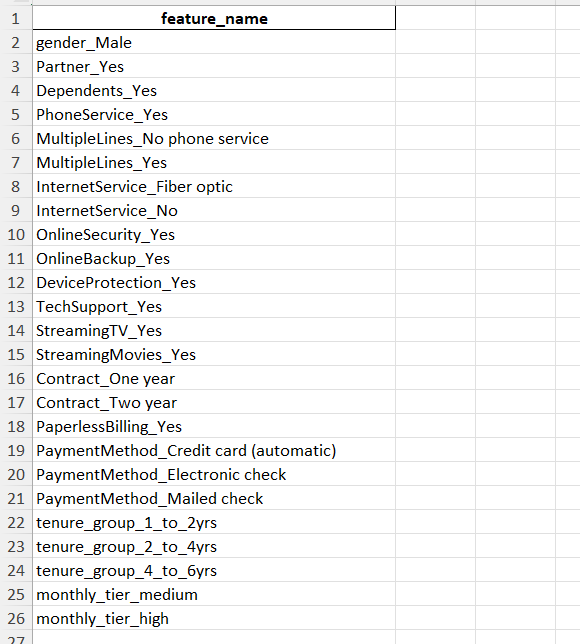 1 feature_name
2 gender_Male
3 Partner_Yes
4 Dependents_Yes
5 PhoneService_Yes
6 MultipleLines_No phone service
7 MultipleLines_Yes
8 InternetService_Fiber optic
9 InternetService_No
10 OnlineSecurity_Yes
11 OnlineBackup_Yes
12 DeviceProtection_Yes
13 TechSupport_Yes
14 StreamingTV_Yes
15 StreamingMovies_Yes
16 Contract_One year
17 Contract_Two year
18 PaperlessBilling_Yes
19 PaymentMethod_Credit card (automatic)
20 PaymentMethod_Electronic check
21 PaymentMethod_Mailed check
22 tenure_group_1_to_2yrs
23 tenure_group_2_to_4yrs
24 tenure_group_4_to_6yrs
25 monthly_tier_medium
26 monthly_tier_high
27